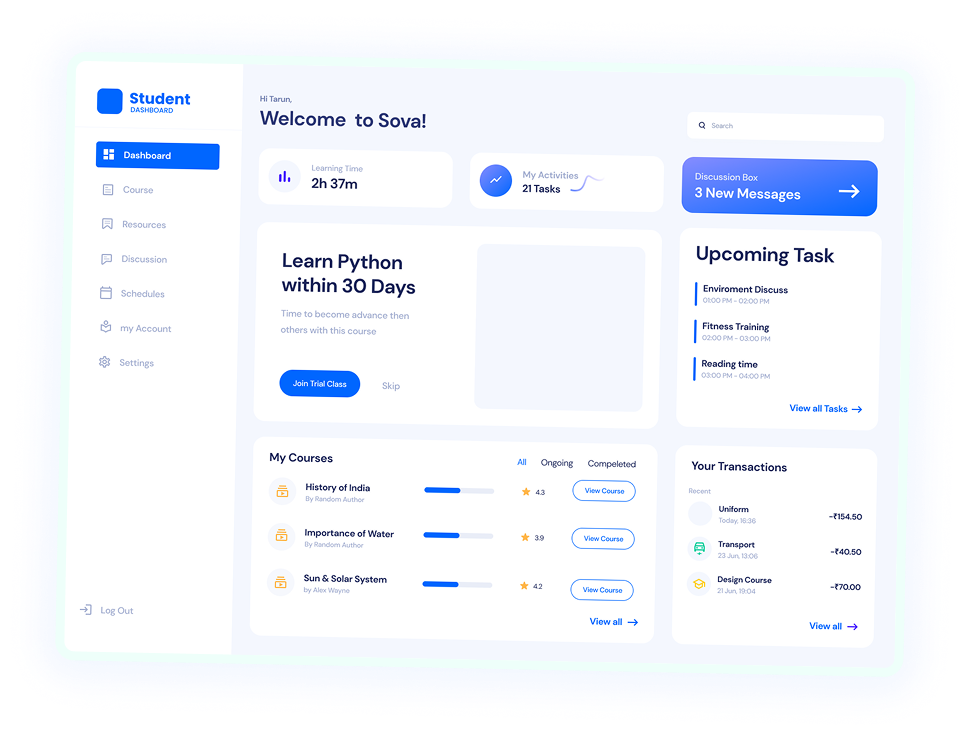 Student
DASHBOARD
Dashboard
Course
Resources
Discussion
Schedules
my Account
Settings
Log Out
Hi Tarun,
Welcome to Sova!
Search
Learning Time
2h 37m
My Activities
21 Tasks
Discussion Box
3 New Messages
Learn Python
within 30 Days
Time to become advance then
others with this course
Join Trial Class
Skip
Upcoming Task
Enviroment Discuss
01:00 PM - 02:00 PM
Fitness Training
02:00 PM - 03:00 PM
Reading time
03:00 PM - 04:00 PM
View all Tasks
My Courses
All Ongoing Compeleted
History of India
By Random Author
4.3
View Course
Importance of Water
By Random Author
3.9
View Course
Sun & Solar System
by Alex Wayne
4.2
View Course
View all
Your Transactions
Recent
Uniform
Today, 16:36
-₹154.50
Transport
23 Jun, 13:06
-₹40.50
Design Course
21 Jun, 19:04
-₹70.00
View all